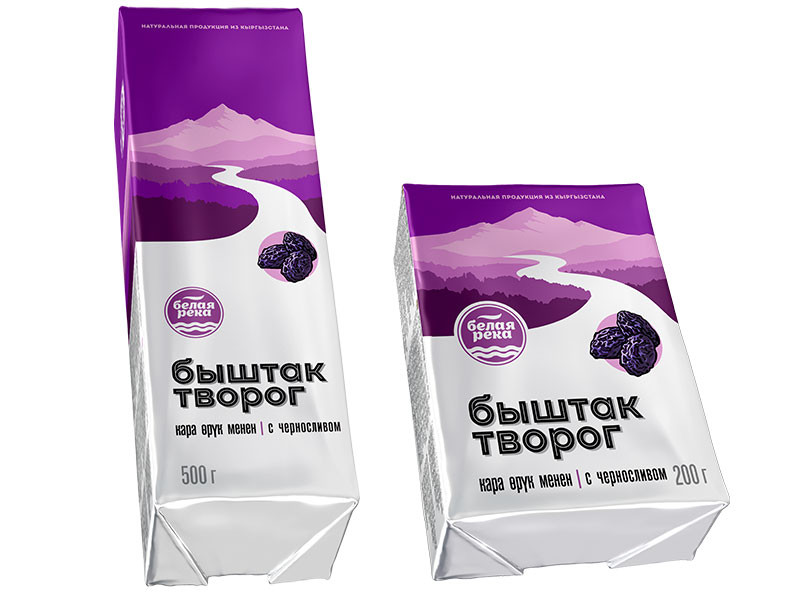 НАТУРАЛЬНАЯ ПРОДУКЦИЯ ИЗ КЫРГЫЗСТАНА
белая
река
быштак
творог
кара өрүк менен | с черносливом
500 г
НАТУРАЛЬНАЯ ПРОДУКЦИЯ ИЗ КЫРГЫЗСТАНА
белая
река
быштак
творог
кара өрүк менен | с черносливом 200 г